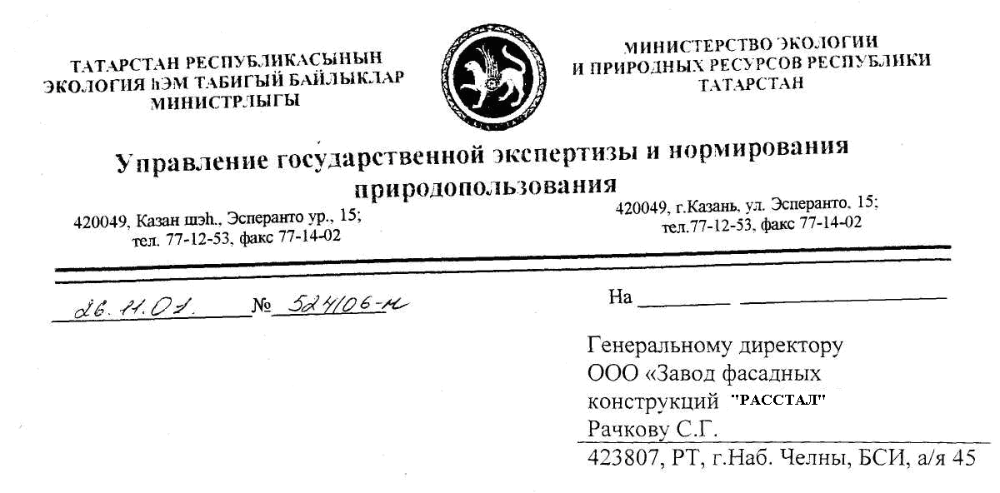 ТАТАРСТАН РЕСПУБЛИКАСЫНЫН
ЭКОЛОГИЯ hЭМ ТАБИГЫЙ БАЙЛЫКЛАР
МИНИСТРЛЫГЫ
МИНИСТЕРСТВО ЭКОЛОГИИ
И ПРИРОДНЫХ РЕСУРСОВ РЕСПУБЛИКИ
ТАТАРСТАН
Управление государственной экспертизы и нормирования
природопользования
420049, Казан шэh., Эсперанто ур., 15;
тел. 77-12-53, факс 77-14-02
420049, г.Казань, ул. Эсперанто, 15;
тел.77-12-53, факс 77-14-02
26.11.01. № 524/06-н
На
Генеральному директору
ООО «Завод фасадных
конструкций "РАССТАЛ"
Рачкову С.Г.
423807, РТ, г.Наб. Челны, БСИ, а/я 45